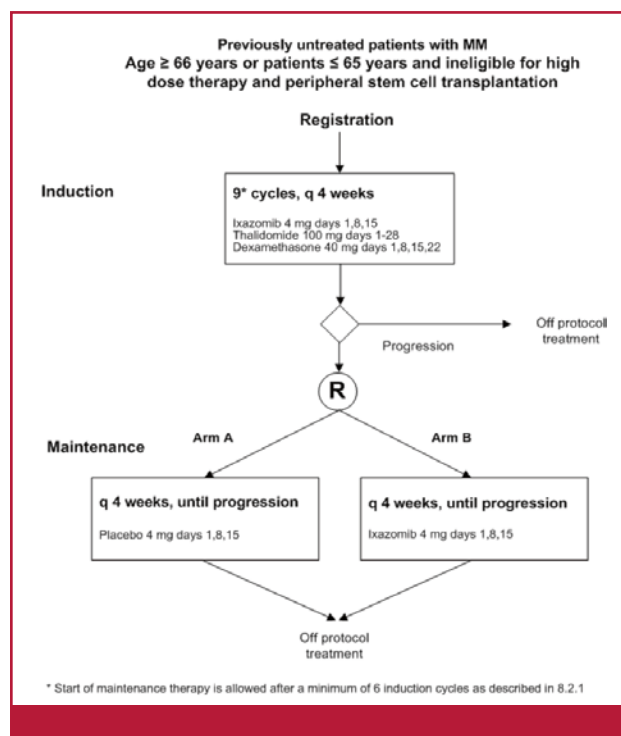 Previously untreated patients with MM
Age ≥ 66 years or patients ≤ 65 years and ineligible for high
dose therapy and peripheral stem cell transplantation
Registration
Induction
9* cycles, q 4 weeks
Ixazomib 4 mg days 1,8,15
Thalidomide 100 mg days 1-28
Dexamethasone 40 mg days 1,8,15,22
Progression
Off protocol
treatment
R
Maintenance
Arm A
Arm B
q 4 weeks, until progression
Placebo 4 mg days 1,8,15
q 4 weeks, until progression
Ixazomib 4 mg days 1,8,15
Off protocol
treatment
* Start of maintenance therapy is allowed after a minimum of 6 induction cycles as described in 8.2.1